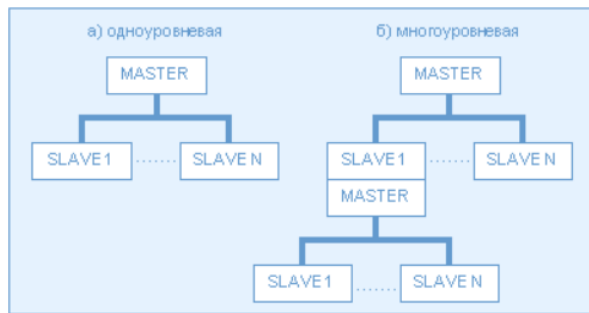 а) одноуровневая
MASTER
SLAVE1 ....... SLAVE N
б) многоуровневая
MASTER
SLAVE1 ....... SLAVE N
MASTER
SLAVE1 ....... SLAVE N